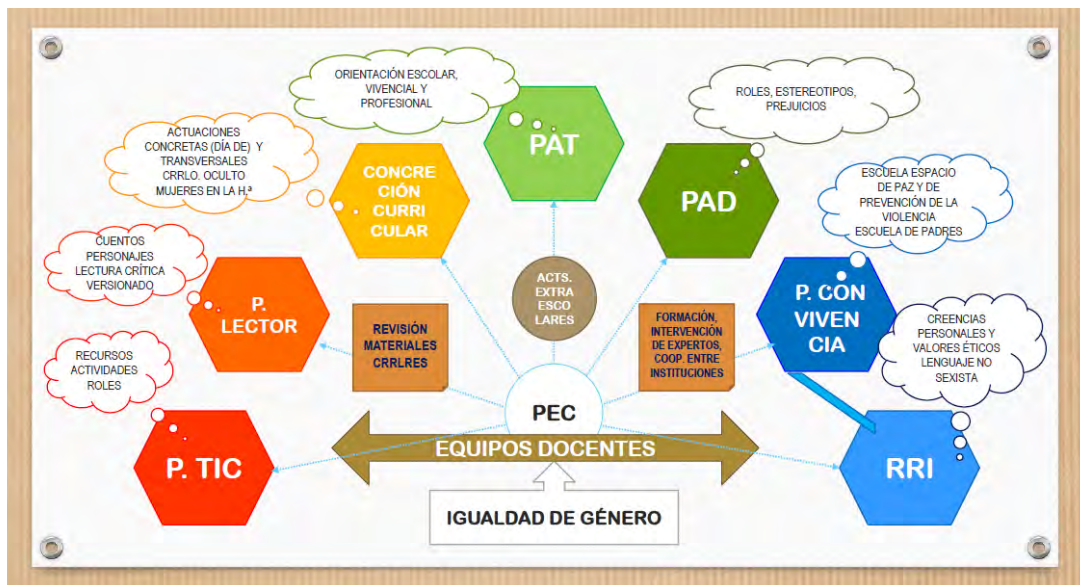 ORIENTACIÓN ESCOLAR,
VIVENCIAL Y
PROFESIONAL
PAT
ROLES, ESTEREOTIPOS,
PREJUICIOS
ACTUACIONES
CONCRETAS (DÍA DE) Y
TRANSVERSALES
CRRLO. OCULTO
MUJERES EN LA H.ª
CONCRE
CIÓN
CURRI
CULAR
PAD
ESCUELA ESPACIO
DE PAZ Y DE
PREVENCIÓN DE LA
VIOLENCIA
ESCUELA DE PADRES
CUENTOS
PERSONAJES
LECTURA CRÍTICA
VERSIONADO
P.
LECTOR
ACTS.
EXTRA
ESCO
LARES
P. CON
VIVEN
CIA
REVISIÓN
MATERIALES
CRRLRES
FORMACIÓN,
INTERVENCIÓN
DE EXPERTOS,
COOP. ENTRE
INSTITUCIONES
CREENCIAS
PERSONALES Y
VALORES ÉTICOS
LENGUAJE NO
SEXISTA
RECURSOS
ACTIVIDADES
ROLES
PEC
P. TIC
EQUIPOS DOCENTES
RRI
IGUALDAD DE GÉNERO